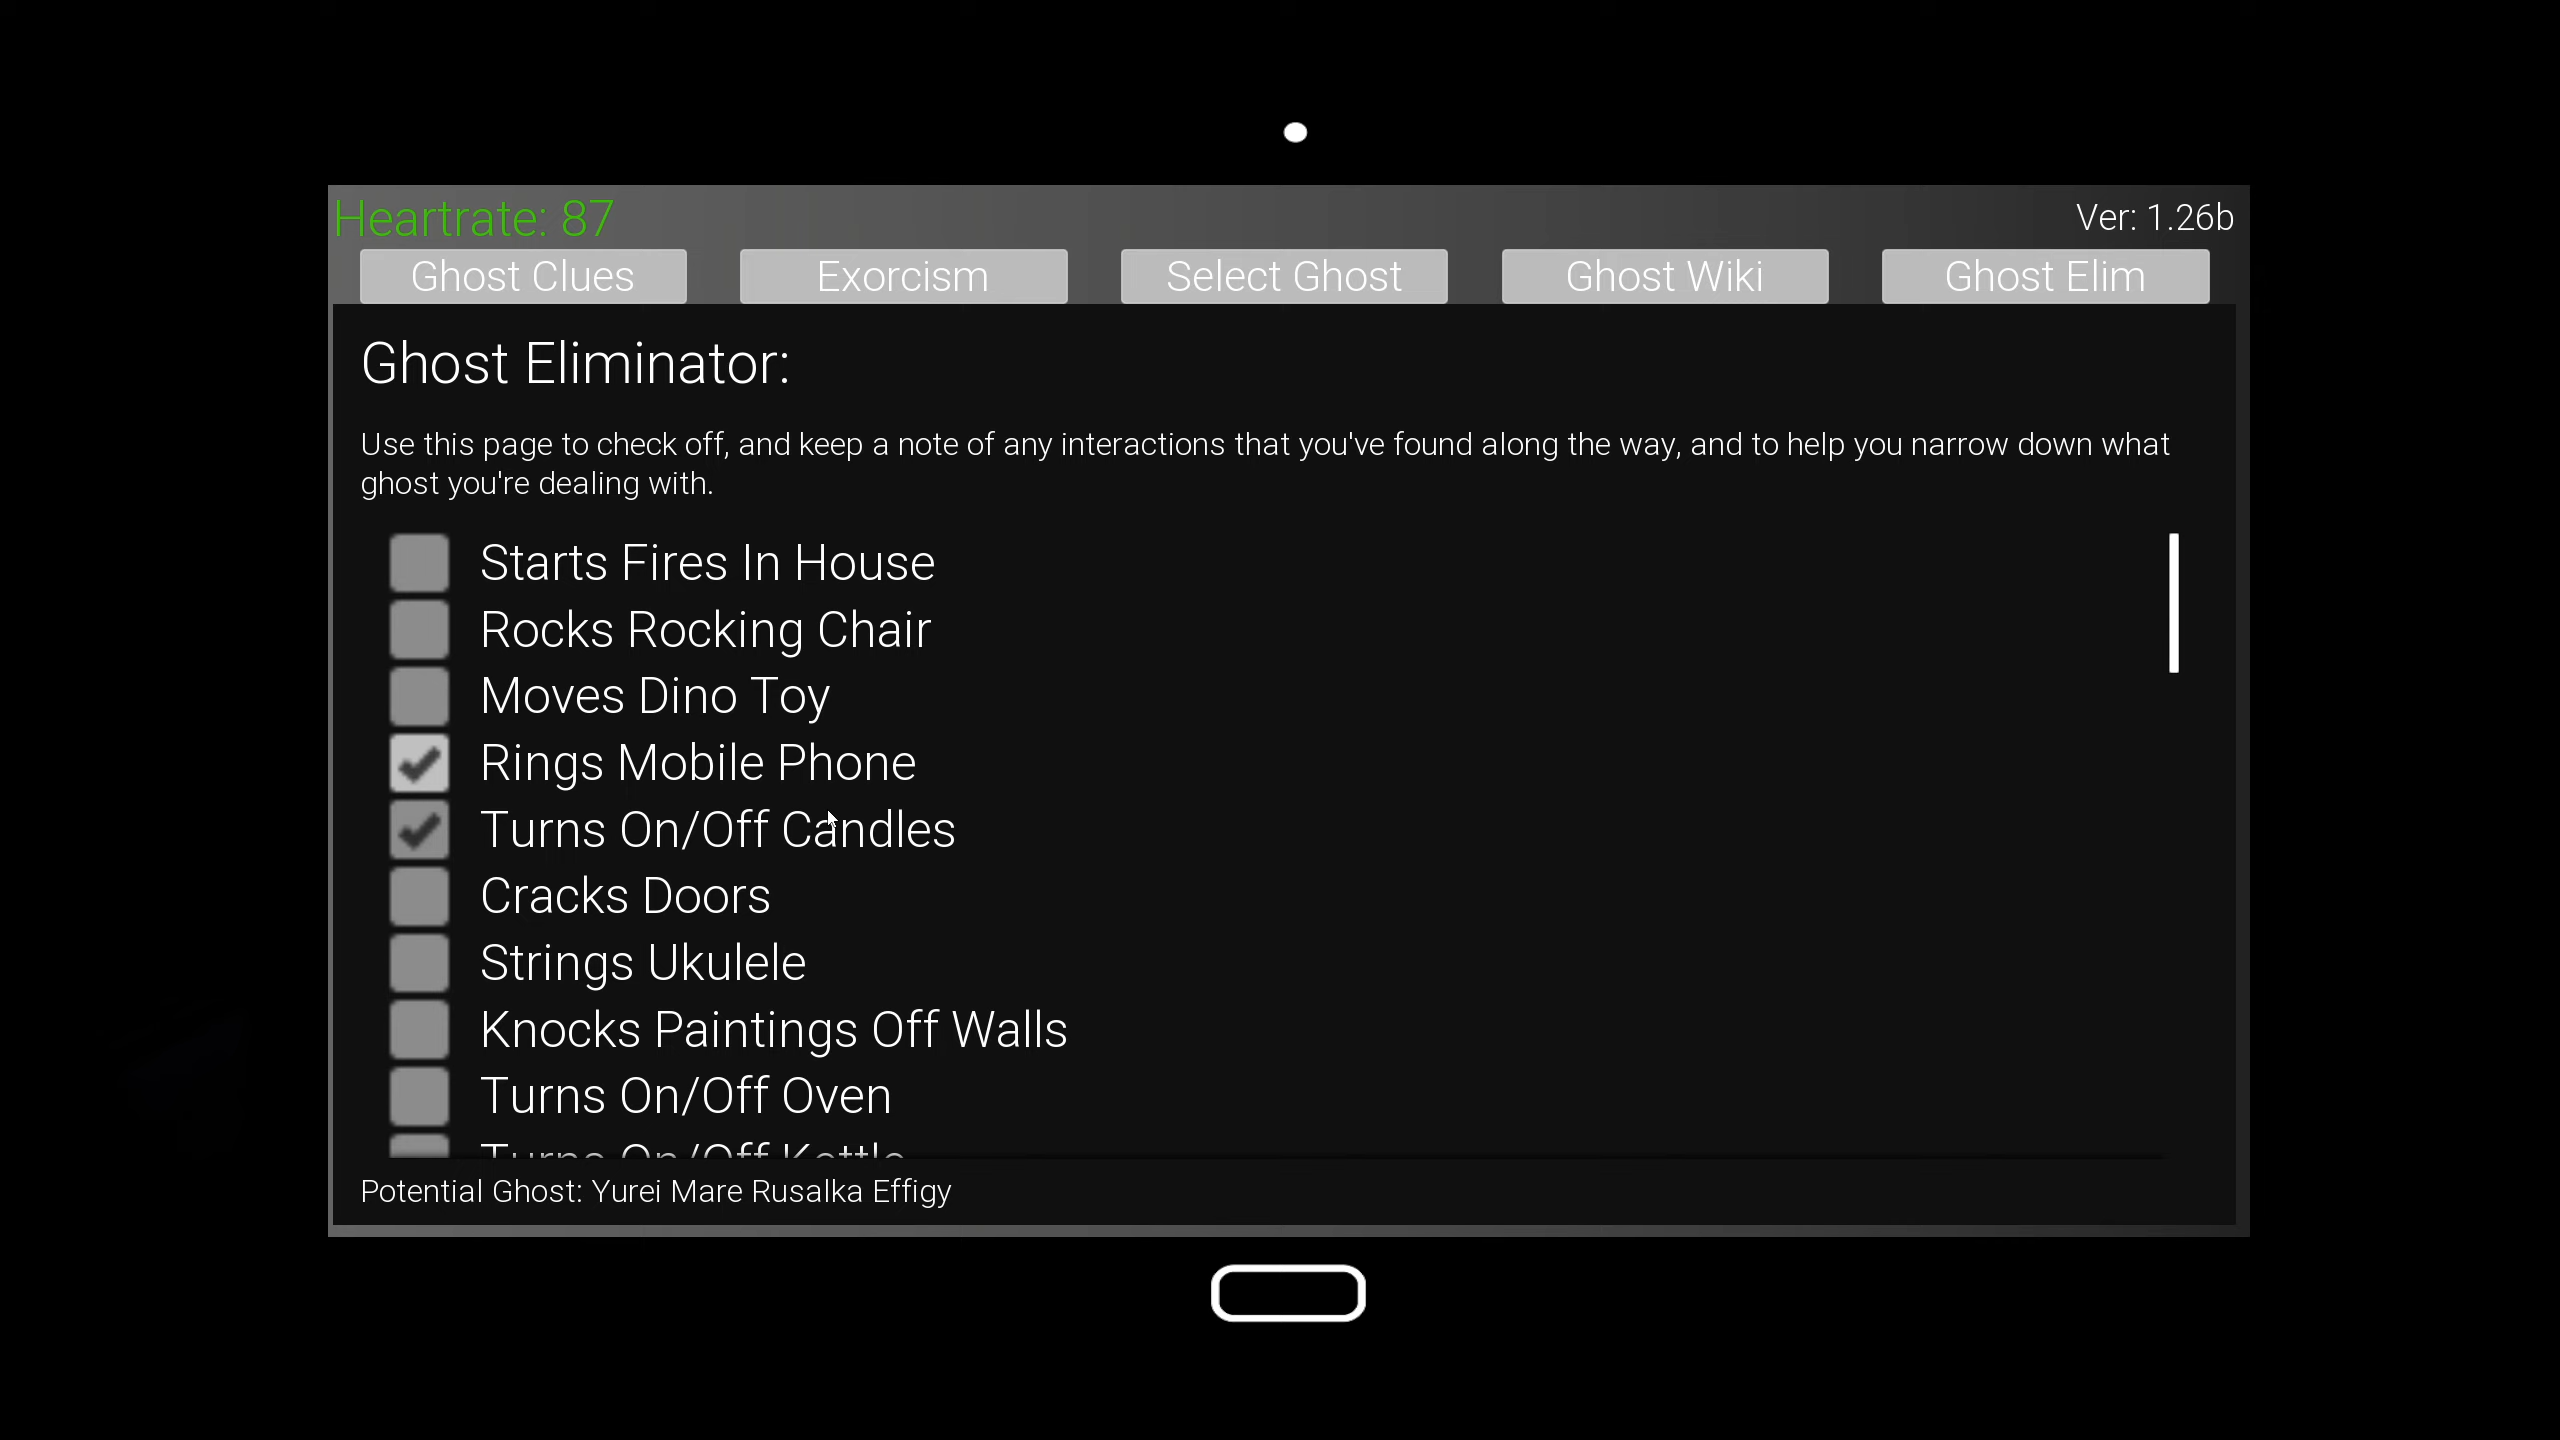 Heartrate: 87
Ver: 1.26b
Ghost Clues
Exorcism
Select Ghost
Ghost Wiki
Ghost Elim
Ghost Eliminator:
Use this page to check off, and keep a note of any interactions that you've found along the way, and to help you narrow down what
ghost you're dealing with.
Starts Fires In House
Rocks Rocking Chair
Moves Dino Toy
Rings Mobile Phone
Turns On/Off Candles
Cracks Doors
Strings Ukulele
Knocks Paintings Off Walls
Turns On/Off Oven
Turns On/Off Kettle
Potential Ghost: Yurei Mare Rusalka Effigy